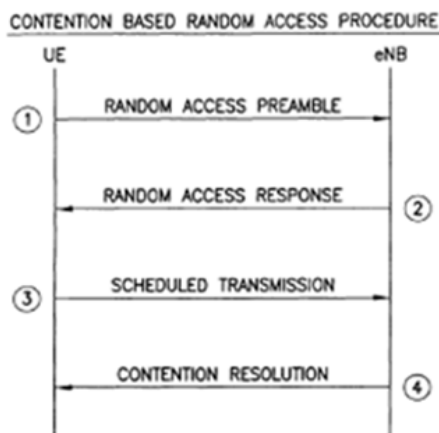 CONTENTION BASED RANDOM ACCESS PROCEDURE
UE eNB
RANDOM ACCESS PREAMBLE
1
RANDOM ACCESS RESPONSE
2
SCHEDULED TRANSMISSION
3
CONTENTION RESOLUTION
4